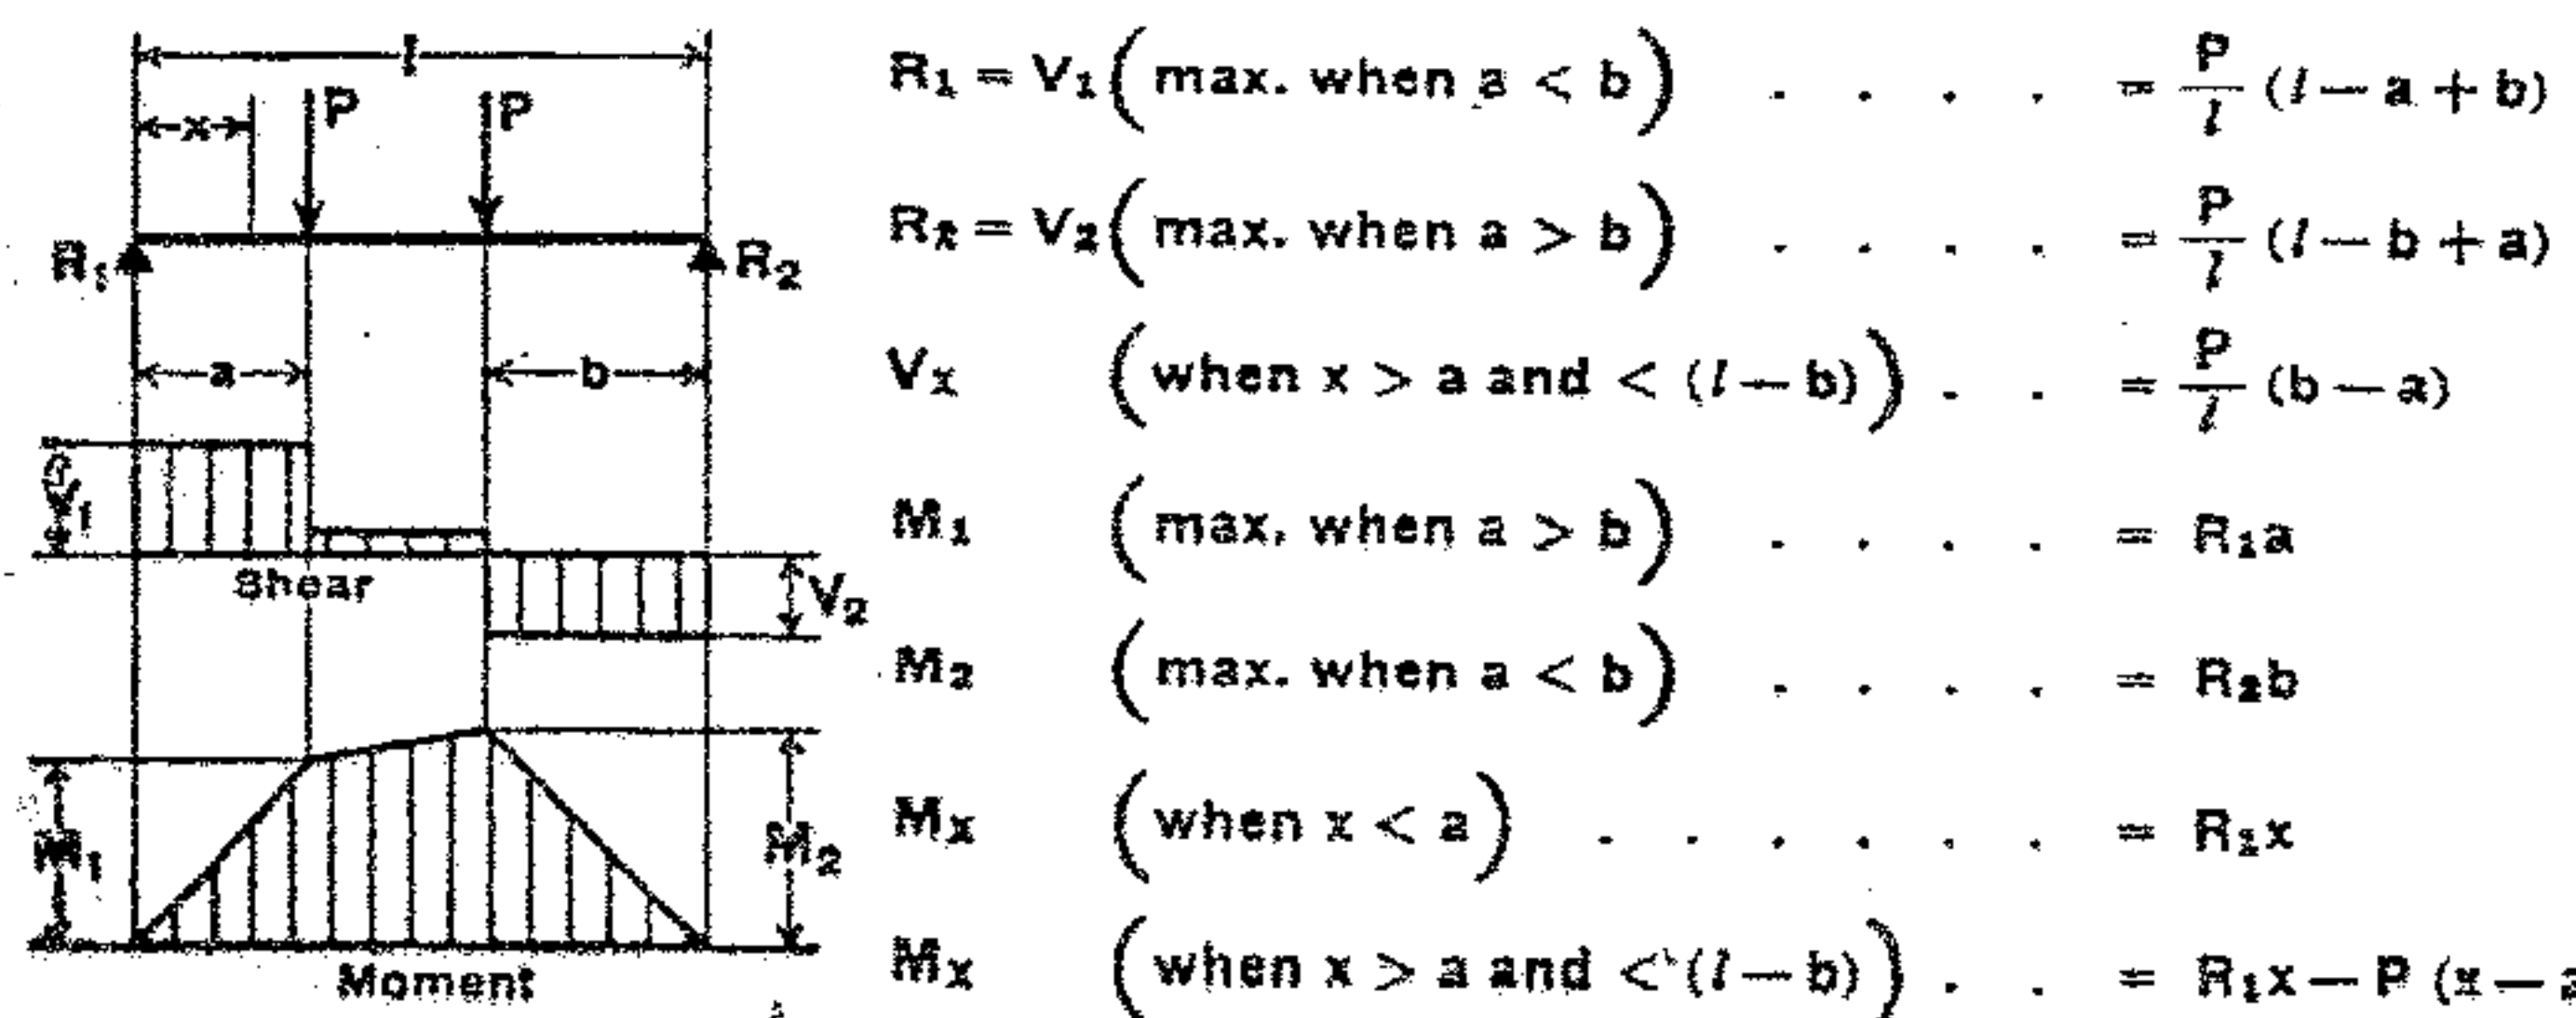 l
x P P
R₁ R₂
a b
V₁
Shear
V₂
M₁ M₂
Moment
R₁ = V₁ ( max. when a < b ) . . . . = P/l (l — a + b)
R₂ = V₂ ( max. when a > b ) . . . . = P/l (l — b + a)
Vx ( when x > a and < (l — b) ) . . = P/l (b — a)
M₁ ( max. when a > b ) . . . . = R₁a
M₂ ( max. when a < b ) . . . . = R₂b
Mx ( when x < a ) . . . . . . = R₁x
Mx ( when x > a and < (l — b) ) . . = R₁x — P (x — a